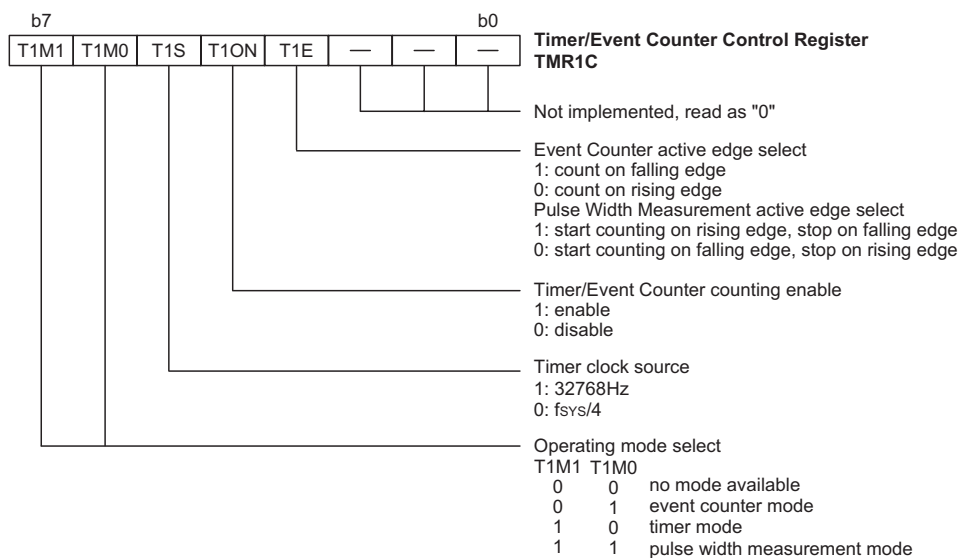 b7 b0
T1M1 T1M0 T1S T1ON T1E — — —
Timer/Event Counter Control Register
TMR1C
Not implemented, read as "0"
Event Counter active edge select
1: count on falling edge
0: count on rising edge
Pulse Width Measurement active edge select
1: start counting on rising edge, stop on falling edge
0: start counting on falling edge, stop on rising edge
Timer/Event Counter counting enable
1: enable
0: disable
Timer clock source
1: 32768Hz
0: fSYS/4
Operating mode select
T1M1 T1M0
0 0 no mode available
0 1 event counter mode
1 0 timer mode
1 1 pulse width measurement mode